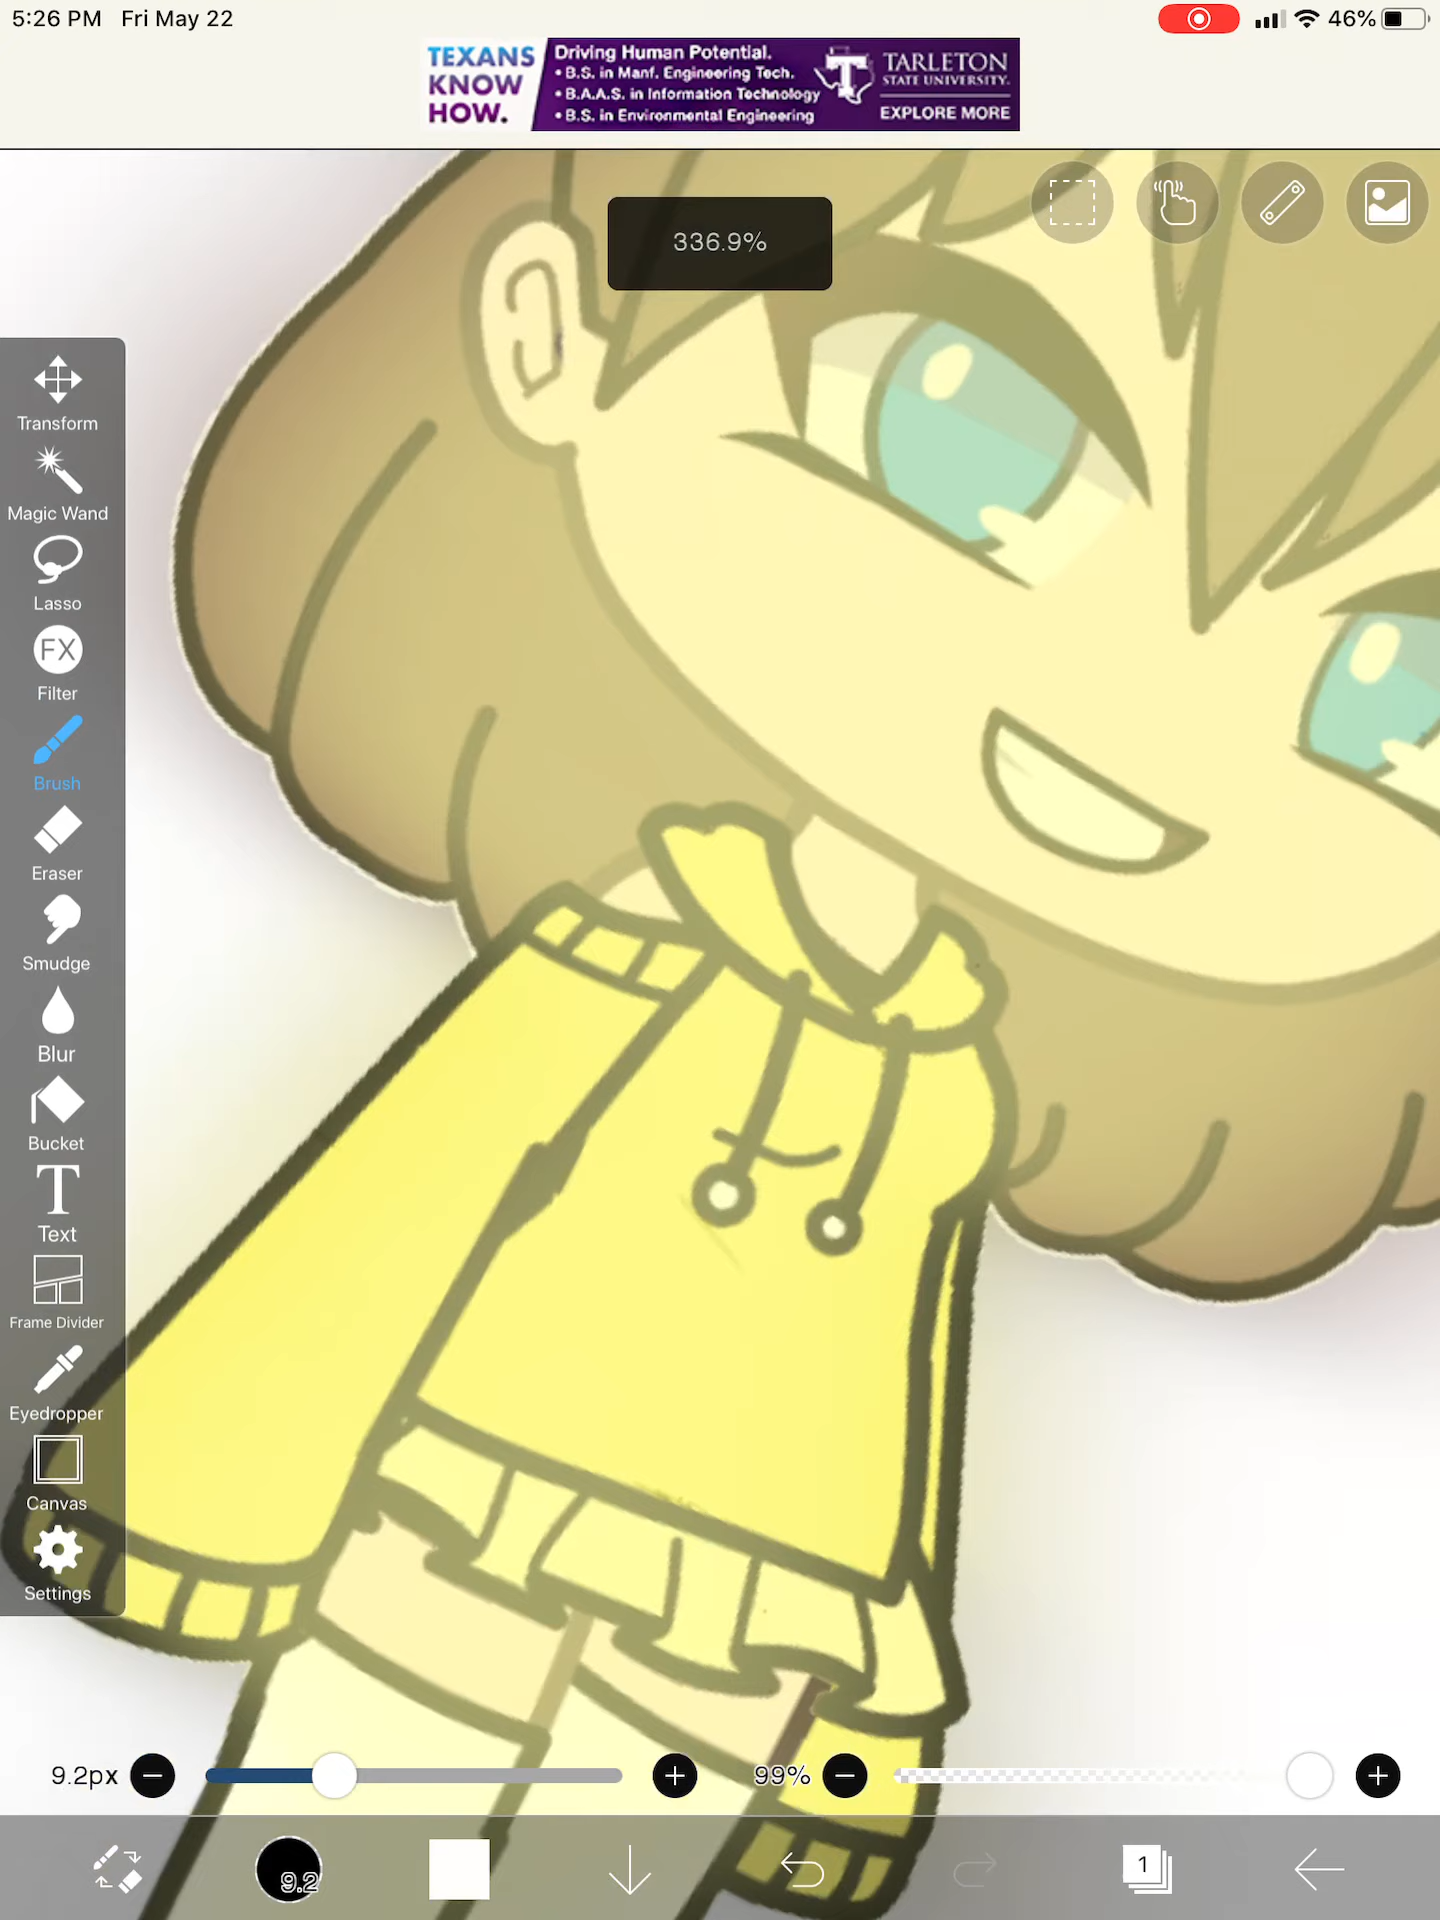 5:26 PM Fri May 22
46%
TEXANS
KNOW
HOW.
Driving Human Potential.
• B.S. in Manf. Engineering Tech.
• B.A.A.S. in Information Technology
• B.S. in Environmental Engineering
TARLETON
STATE UNIVERSITY.
EXPLORE MORE
336.9%
Transform
Magic Wand
Lasso
FX
Filter
Brush
Eraser
Smudge
Blur
Bucket
T
Text
Frame Divider
Eyedropper
Canvas
Settings
9.2px
99%
9.2
1